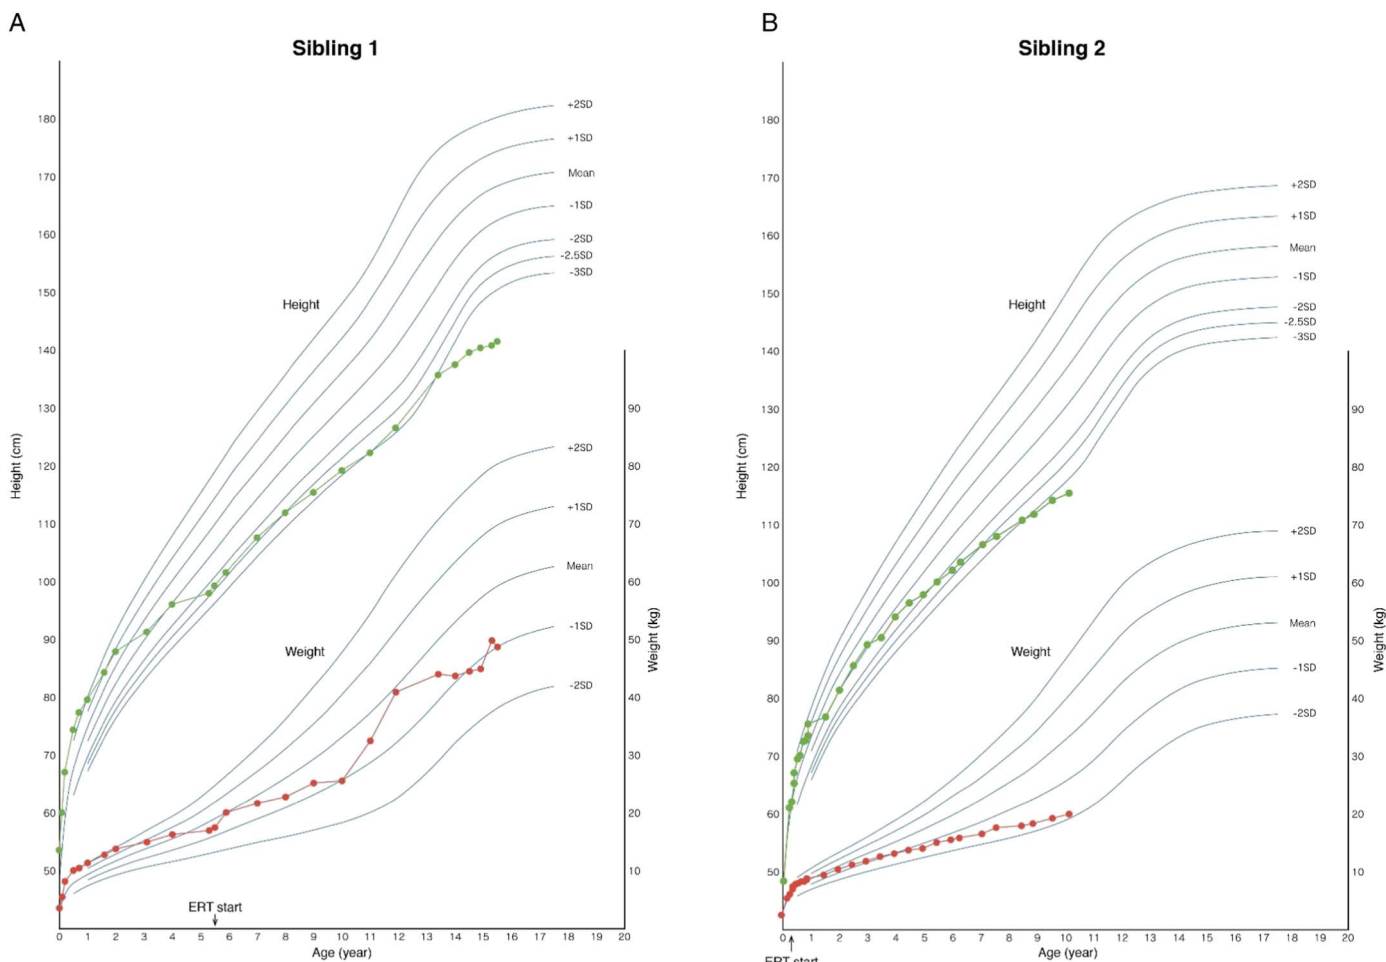 A
B
Sibling 1
Sibling 2
+2SD
180
+1SD
170
Mean
-1SD
160
-2SD
-2.5SD
-3SD
150
Height
140
130
90
Height (cm)
+2SD
120
80
+1SD
110
70
Mean
100
60
Weight (kg)
-1SD
90
50
Weight
-2SD
80
40
70
30
60
20
50
10
ERT start
0 1 2 3 4 5 6 7 8 9 10 11 12 13 14 15 16 17 18 19 20
Age (year)
180
170
+2SD
+1SD
160
Mean
-1SD
150
Height
-2SD
-2.5SD
-3SD
140
130
90
Height (cm)
120
80
110
70
+2SD
100
60
+1SD
Weight (kg)
Mean
90
50
Weight
-1SD
80
40
-2SD
70
30
60
20
50
10
0 1 2 3 4 5 6 7 8 9 10 11 12 13 14 15 16 17 18 19 20
Age (year)
ERT start